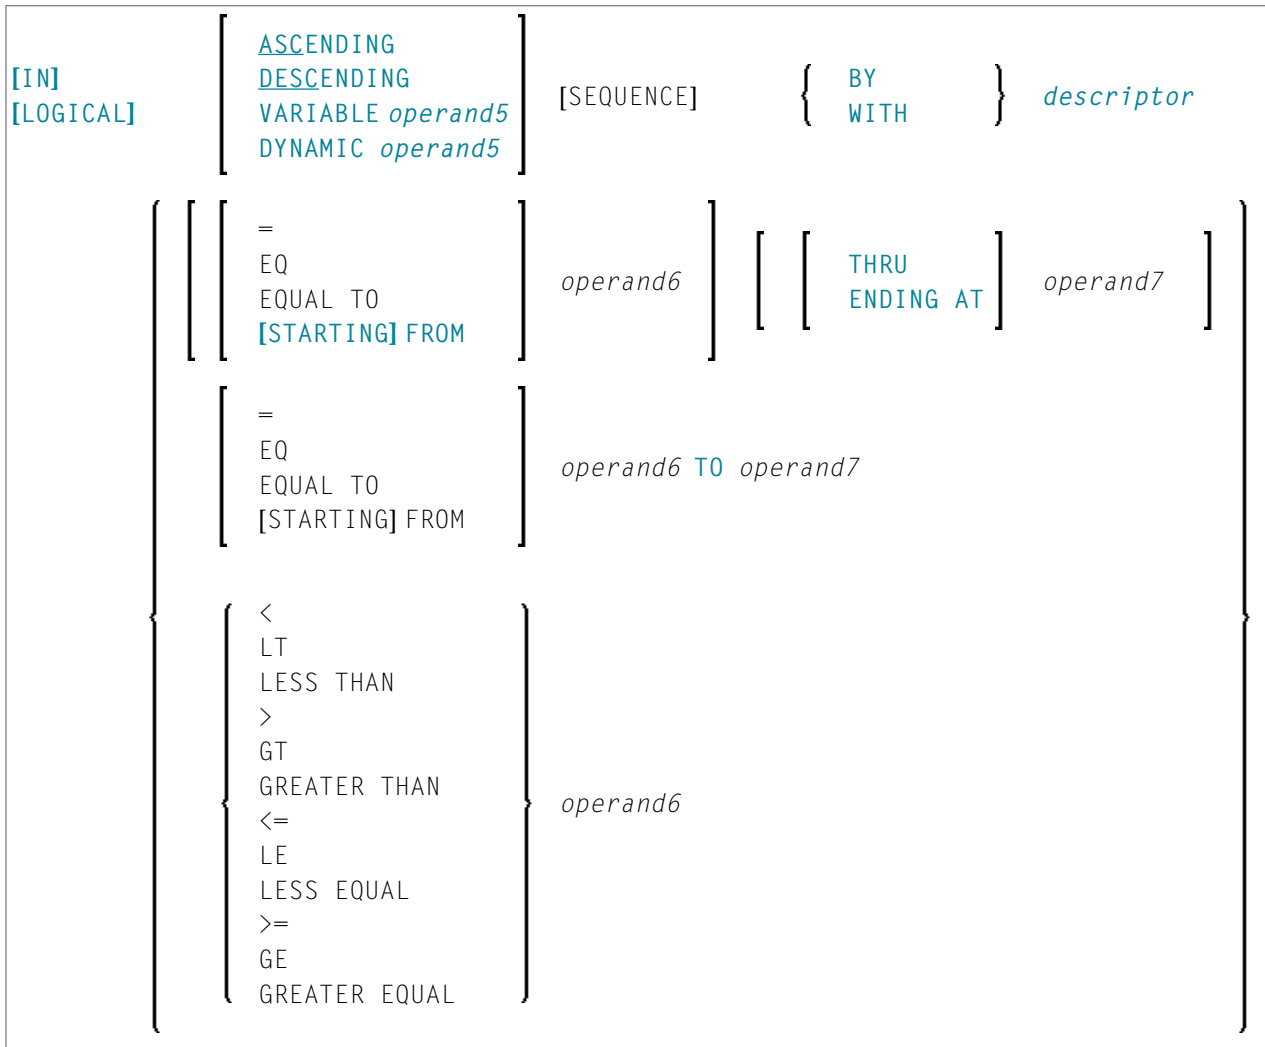 ASCENDING
[IN] DESCENDING [SEQUENCE] BY descriptor
[LOGICAL] VARIABLE operand5 WITH
DYNAMIC operand5
=
EQ THRU
EQUAL TO operand6 ENDING AT operand7
[STARTING] FROM
=
EQ
EQUAL TO operand6 TO operand7
[STARTING] FROM
<
LT
LESS THAN
>
GT
GREATER THAN
<= operand6
LE
LESS EQUAL
>=
GE
GREATER EQUAL